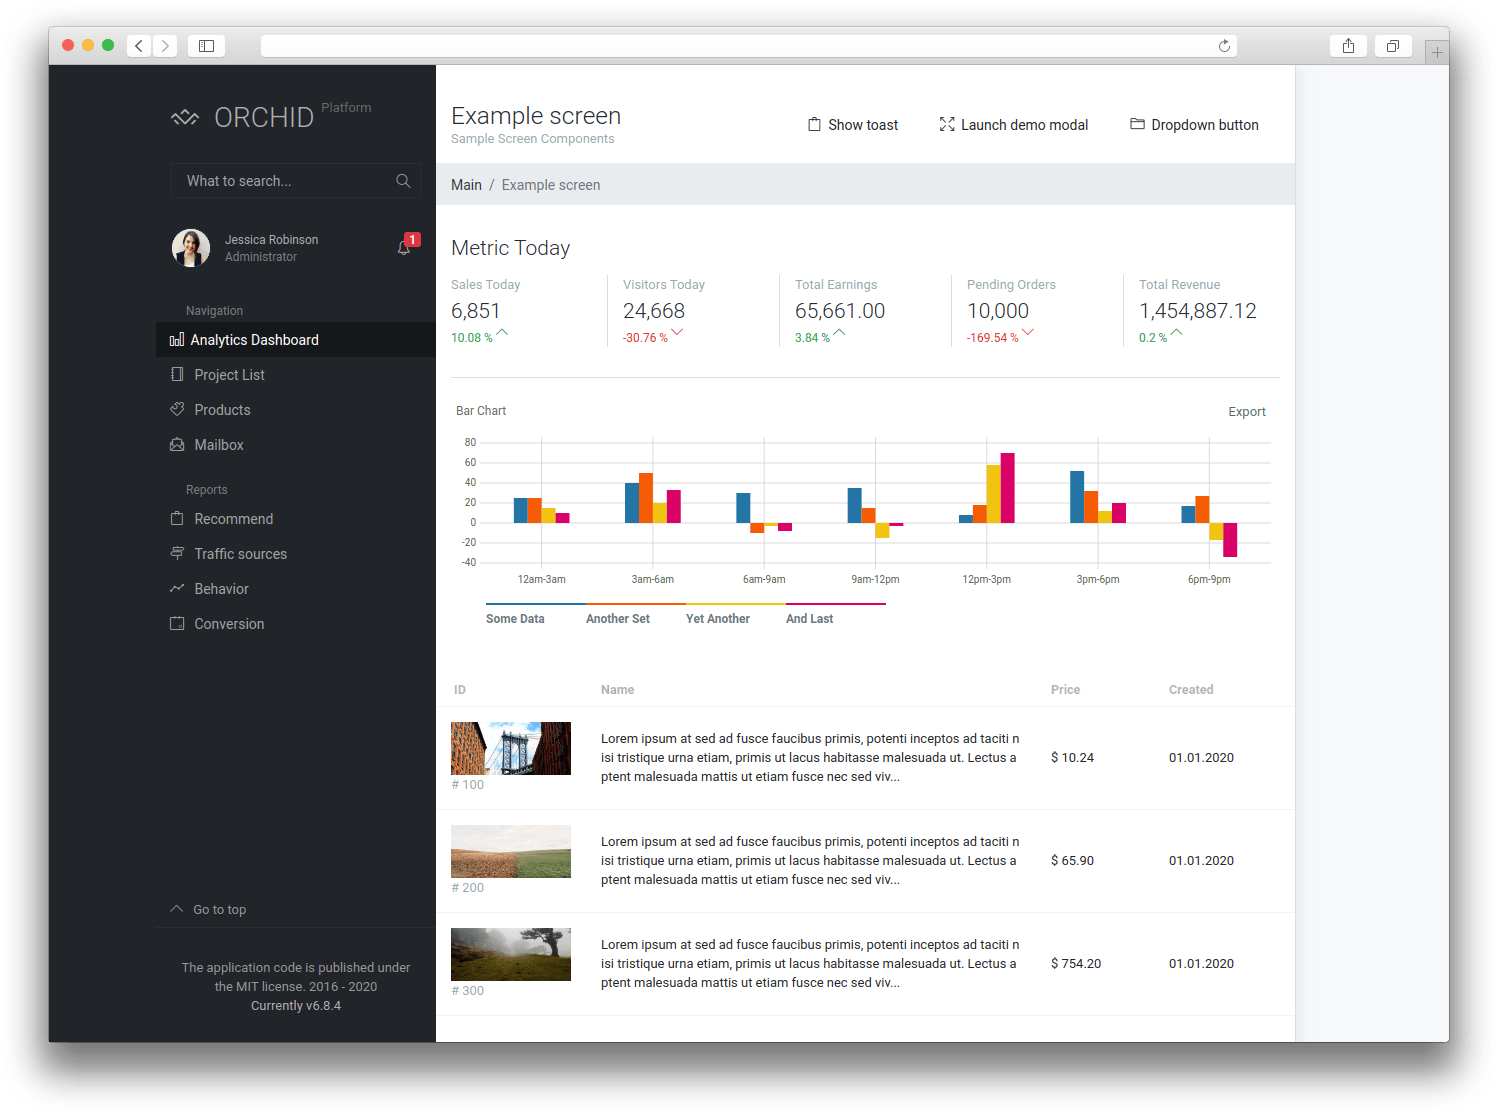 ORCHID Platform
What to search...
Jessica Robinson
Administrator
1
Navigation
Analytics Dashboard
Project List
Products
Mailbox
Reports
Recommend
Traffic sources
Behavior
Conversion
Go to top
The application code is published under
the MIT license. 2016 - 2020
Currently v6.8.4
Example screen
Sample Screen Components
Show toast
Launch demo modal
Dropdown button
Main / Example screen
Metric Today
Sales Today
6,851
10.08 %
Visitors Today
24,668
-30.76 %
Total Earnings
65,661.00
3.84 %
Pending Orders
10,000
-169.54 %
Total Revenue
1,454,887.12
0.2 %
Bar Chart
Export
80
60
40
20
0
-20
-40
12am-3am
3am-6am
6am-9am
9am-12pm
12pm-3pm
3pm-6pm
6pm-9pm
Some Data
Another Set
Yet Another
And Last
ID
Name
Price
Created
# 100
Lorem ipsum at sed ad fusce faucibus primis, potenti inceptos ad taciti n
isi tristique urna etiam, primis ut lacus habitasse malesuada ut. Lectus a
ptent malesuada mattis ut etiam fusce nec sed viv...
$ 10.24
01.01.2020
# 200
Lorem ipsum at sed ad fusce faucibus primis, potenti inceptos ad taciti n
isi tristique urna etiam, primis ut lacus habitasse malesuada ut. Lectus a
ptent malesuada mattis ut etiam fusce nec sed viv...
$ 65.90
01.01.2020
# 300
Lorem ipsum at sed ad fusce faucibus primis, potenti inceptos ad taciti n
isi tristique urna etiam, primis ut lacus habitasse malesuada ut. Lectus a
ptent malesuada mattis ut etiam fusce nec sed viv...
$ 754.20
01.01.2020